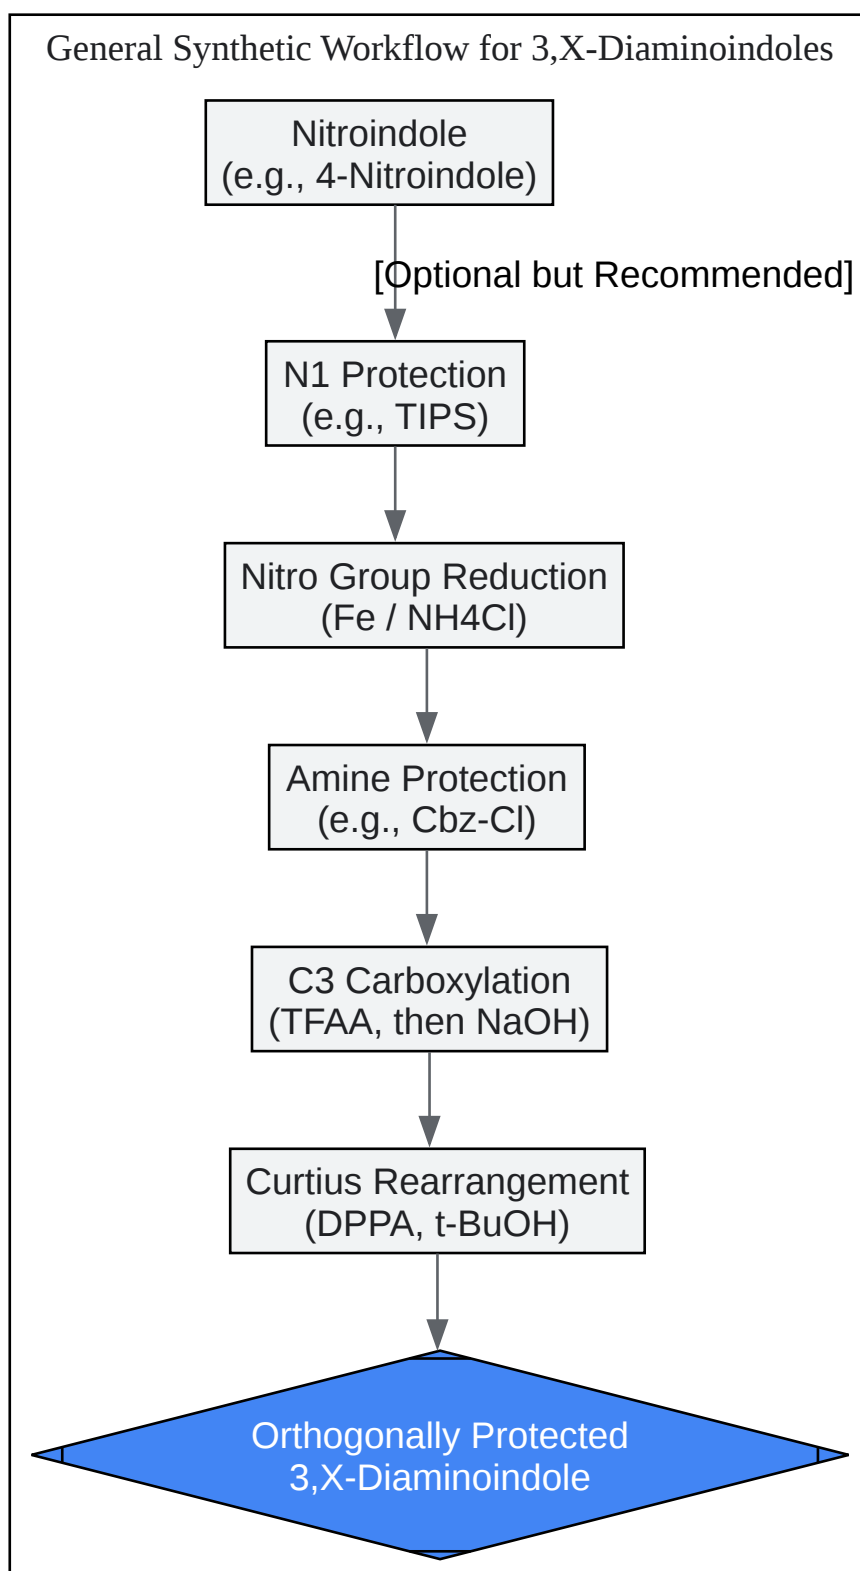 General Synthetic Workflow for 3,X-Diaminoindoles
Nitroindole
(e.g., 4-Nitroindole)
[Optional but Recommended]
N1 Protection
(e.g., TIPS)
Nitro Group Reduction
(Fe / NH4Cl)
Amine Protection
(e.g., Cbz-Cl)
C3 Carboxylation
(TFAA, then NaOH)
Curtius Rearrangement
(DPPA, t-BuOH)
Orthogonally Protected
3,X-Diaminoindole